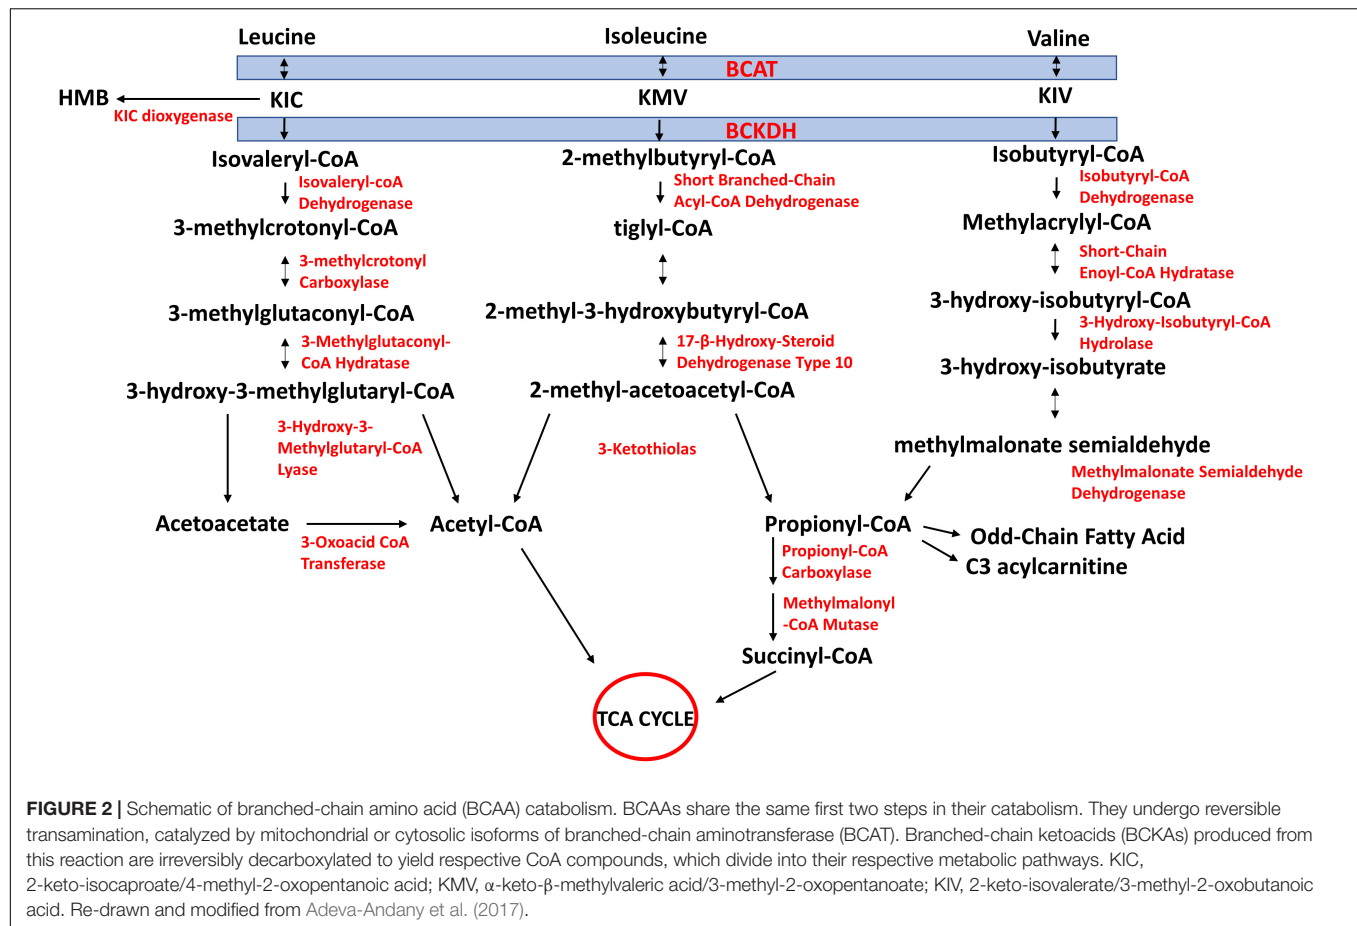 Leucine
Isoleucine
Valine
BCAT
HMB
KIC dioxygenase
KIC
KMV
KIV
BCKDH
Isovaleryl-CoA
2-methylbutyryl-CoA
Isobutyryl-CoA
Isovaleryl-coA
Dehydrogenase
Short Branched-Chain
Acyl-CoA Dehydrogenase
Isobutyryl-CoA
Dehydrogenase
3-methylcrotonyl-CoA
tiglyl-CoA
Methylacrylyl-CoA
3-methylcrotonyl
Carboxylase
Short-Chain
Enoyl-CoA Hydratase
3-methylglutaconyl-CoA
2-methyl-3-hydroxybutyryl-CoA
3-hydroxy-isobutyryl-CoA
3-Methylglutaconyl-
CoA Hydratase
17-β-Hydroxy-Steroid
Dehydrogenase Type 10
3-Hydroxy-Isobutyryl-CoA
Hydrolase
3-hydroxy-3-methylglutaryl-CoA
2-methyl-acetoacetyl-CoA
3-hydroxy-isobutyrate
3-Hydroxy-3-
Methylglutaryl-CoA
Lyase
3-Ketothiolas
methylmalonate semialdehyde
Methylmalonate Semialdehyde
Dehydrogenase
Acetoacetate
3-Oxoacid CoA
Transferase
Acetyl-CoA
Propionyl-CoA
Odd-Chain Fatty Acid
C3 acylcarnitine
Propionyl-CoA
Carboxylase
Methylmalonyl
-CoA Mutase
Succinyl-CoA
TCA CYCLE
FIGURE 2 | Schematic of branched-chain amino acid (BCAA) catabolism. BCAAs share the same first two steps in their catabolism. They undergo reversible
transamination, catalyzed by mitochondrial or cytosolic isoforms of branched-chain aminotransferase (BCAT). Branched-chain ketoacids (BCKAs) produced from
this reaction are irreversibly decarboxylated to yield respective CoA compounds, which divide into their respective metabolic pathways. KIC,
2-keto-isocaproate/4-methyl-2-oxopentanoic acid; KMV, α-keto-β-methylvaleric acid/3-methyl-2-oxopentanoate; KIV, 2-keto-isovalerate/3-methyl-2-oxobutanoic
acid. Re-drawn and modified from Adeva-Andany et al. (2017).